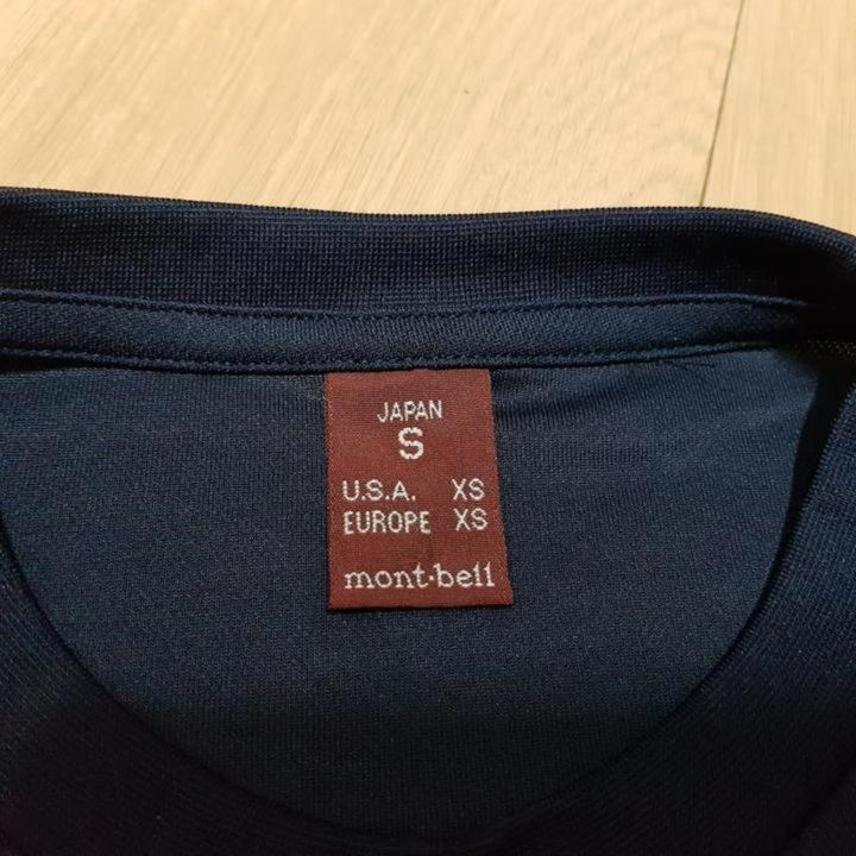 JAPAN
S
U.S.A. XS
EUROPE XS
mont·bell